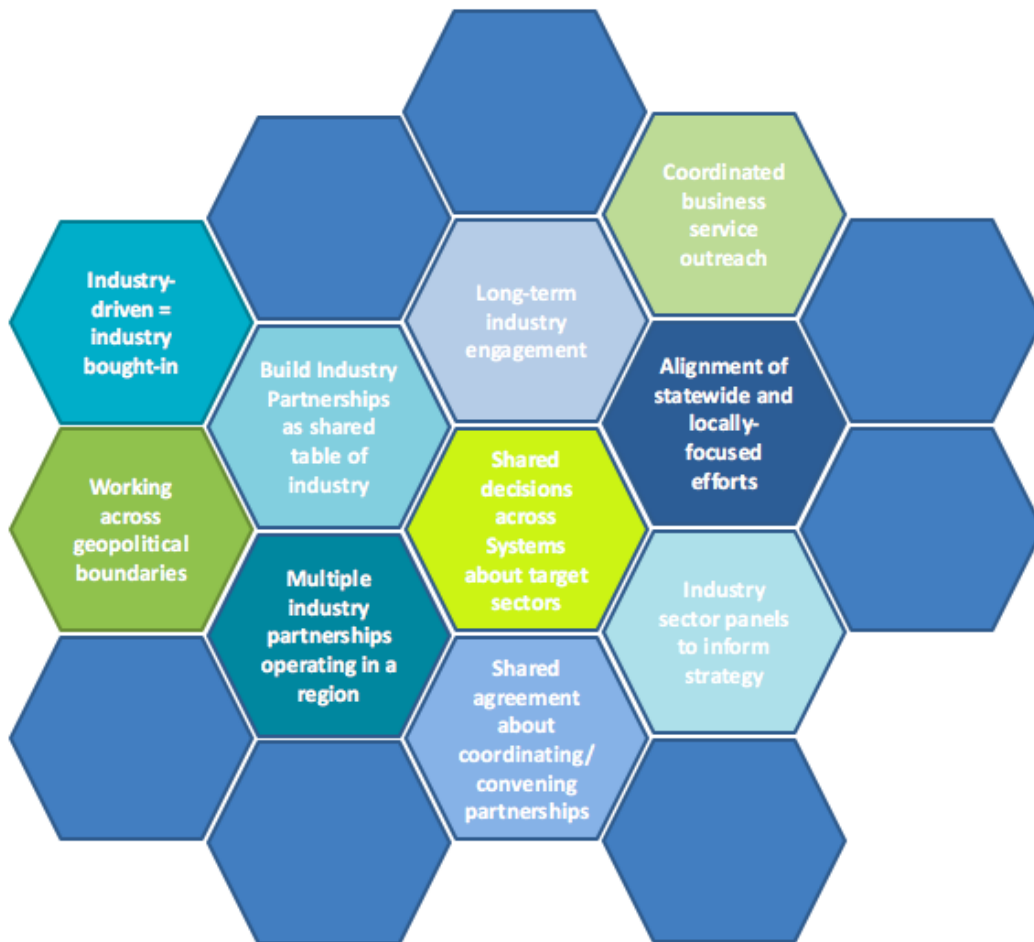 Coordinated
business
service
outreach
Industry-
driven =
industry
bought-in
Long-term
industry
engagement
Build Industry
Partnerships
as shared
table of
industry
Alignment of
statewide and
locally-
focused
efforts
Working
across
geopolitical
boundaries
Shared
decisions
across
Systems
about target
sectors
Multiple
industry
partnerships
operating in a
region
Industry
sector panels
to inform
strategy
Shared
agreement
about
coordinating/
convening
partnerships